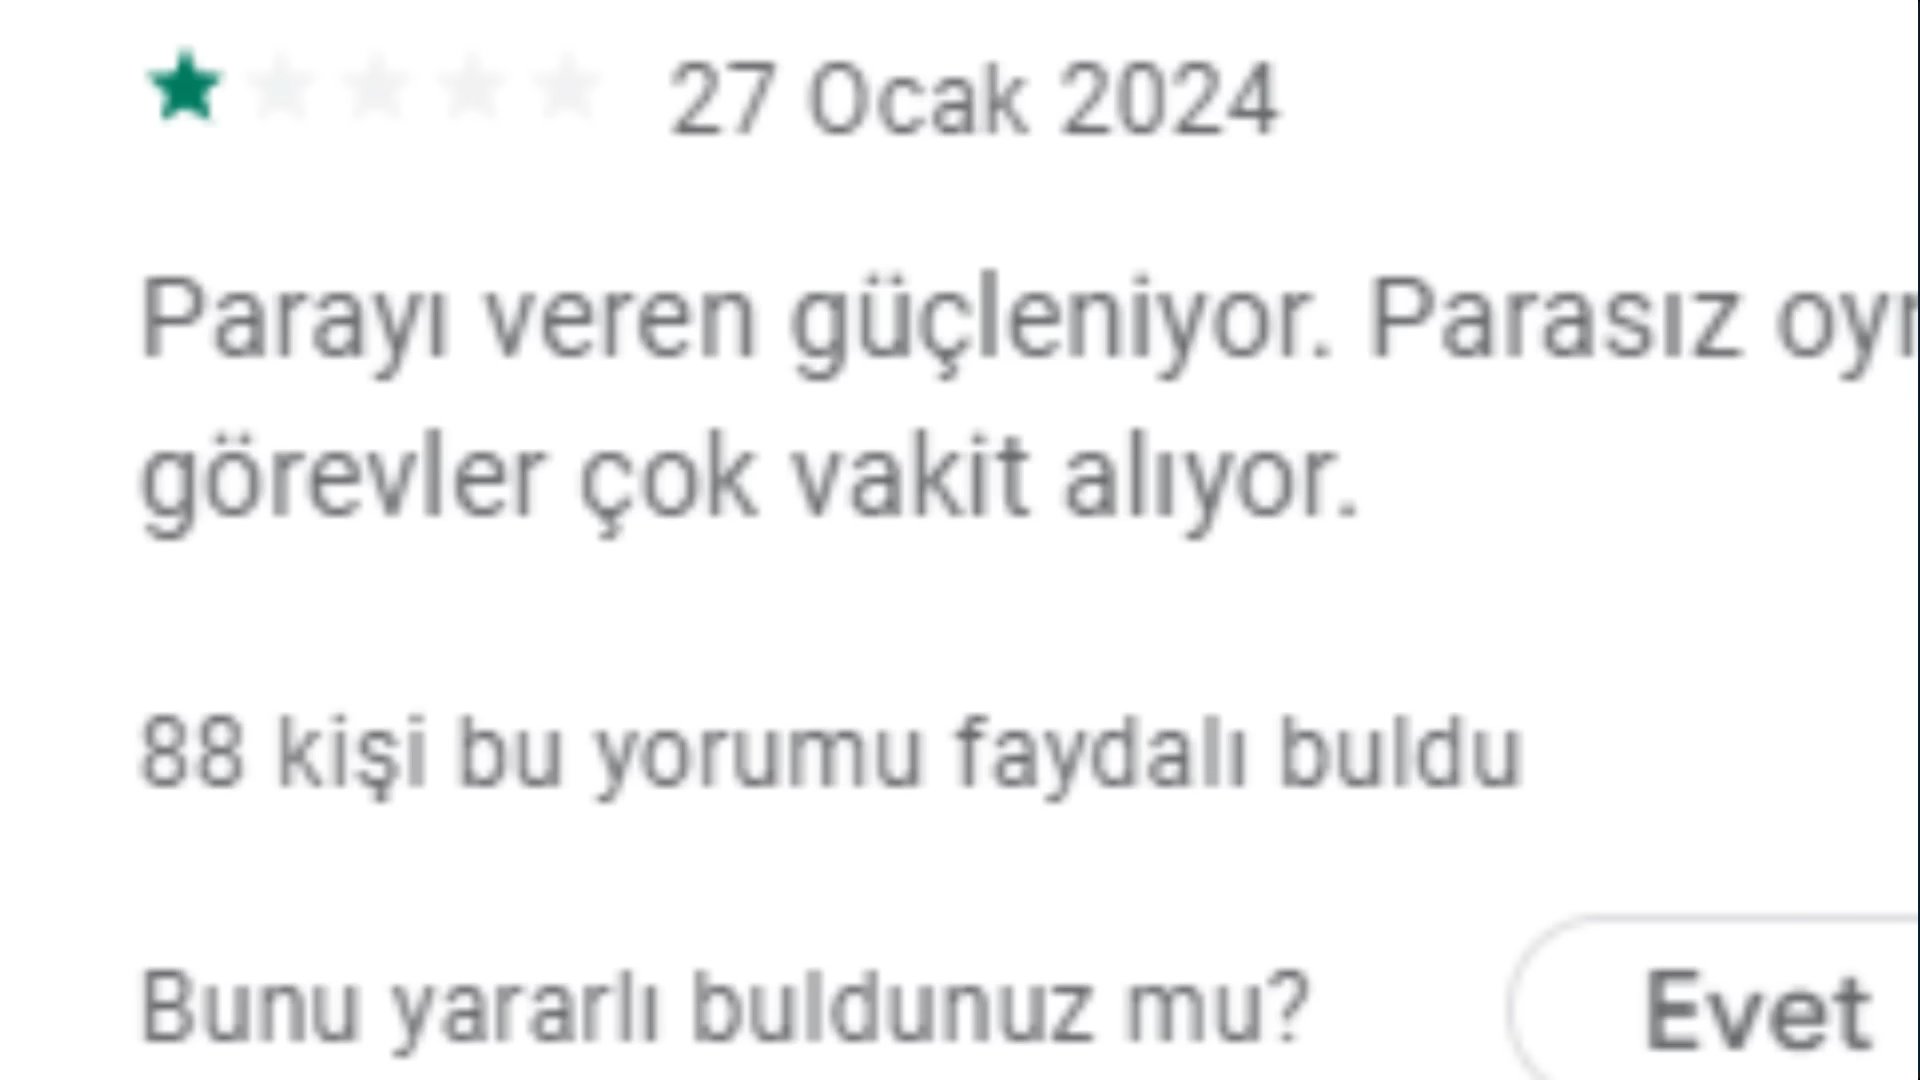 27 Ocak 2024
Parayı veren güçleniyor. Parasız
görevler çok vakit alıyor.
88 kişi bu yorumu faydalı buldu
Bunu yararlı buldunuz mu?
Evet